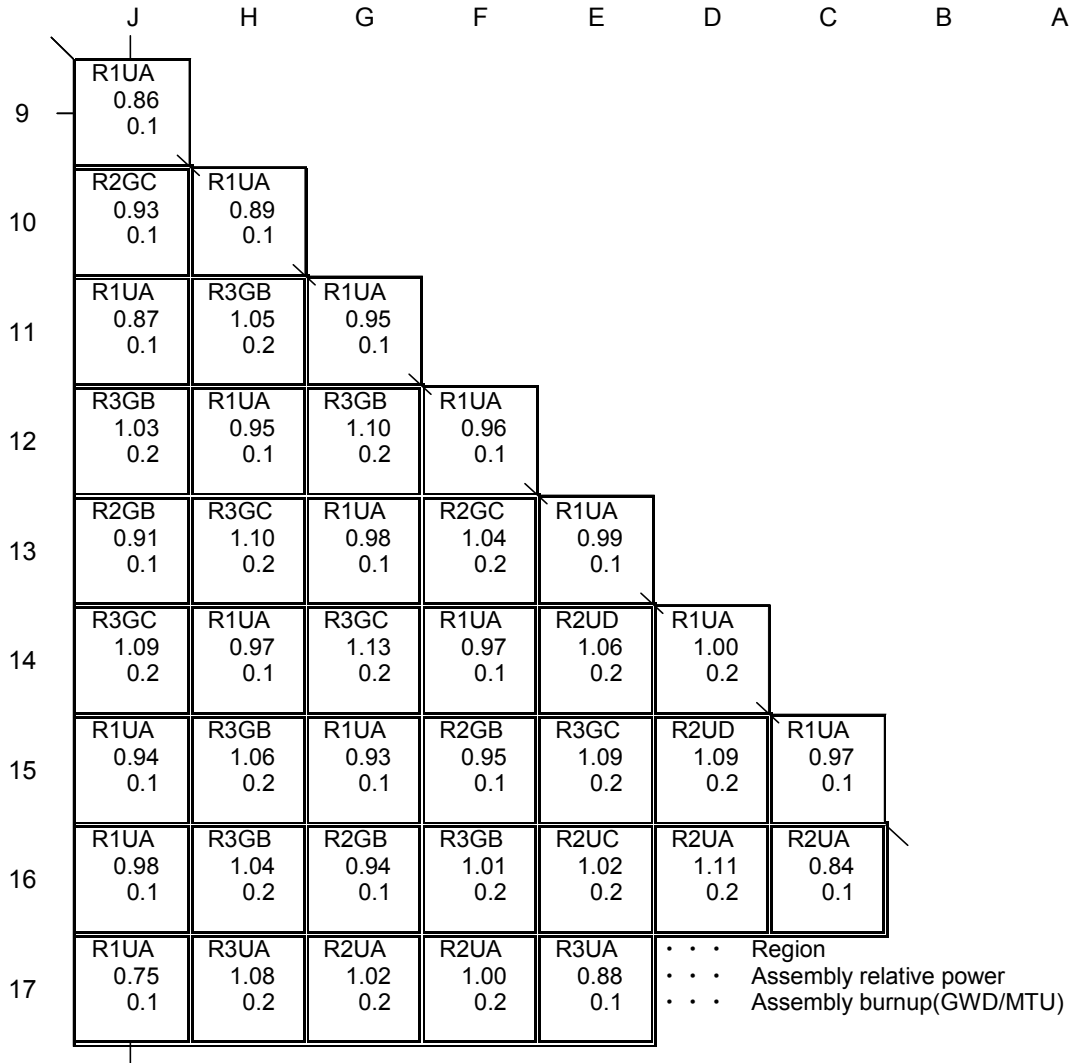 J H G F E D C B A
R1UA
9 0.86
0.1
R2GC R1UA
10 0.93 0.89
0.1 0.1
R1UA R3GB R1UA
11 0.87 1.05 0.95
0.1 0.2 0.1
R3GB R1UA R3GB R1UA
12 1.03 0.95 1.10 0.96
0.2 0.1 0.2 0.1
R2GB R3GC R1UA R2GC R1UA
13 0.91 1.10 0.98 1.04 0.99
0.1 0.2 0.1 0.2 0.1
R3GC R1UA R3GC R1UA R2UD R1UA
14 1.09 0.97 1.13 0.97 1.06 1.00
0.2 0.1 0.2 0.1 0.2 0.2
R1UA R3GB R1UA R2GB R3GC R2UD R1UA
15 0.94 1.06 0.93 0.95 1.09 1.09 0.97
0.1 0.2 0.1 0.1 0.2 0.2 0.1
R1UA R3GB R2GB R3GB R2UC R2UA R2UA
16 0.98 1.04 0.94 1.01 1.02 1.11 0.84
0.1 0.2 0.1 0.2 0.2 0.2 0.1
R1UA R3UA R2UA R2UA R3UA ・・・ Region
17 0.75 1.08 1.02 1.00 0.88 ・・・ Assembly relative power
0.1 0.2 0.2 0.2 0.1 ・・・ Assembly burnup(GWD/MTU)